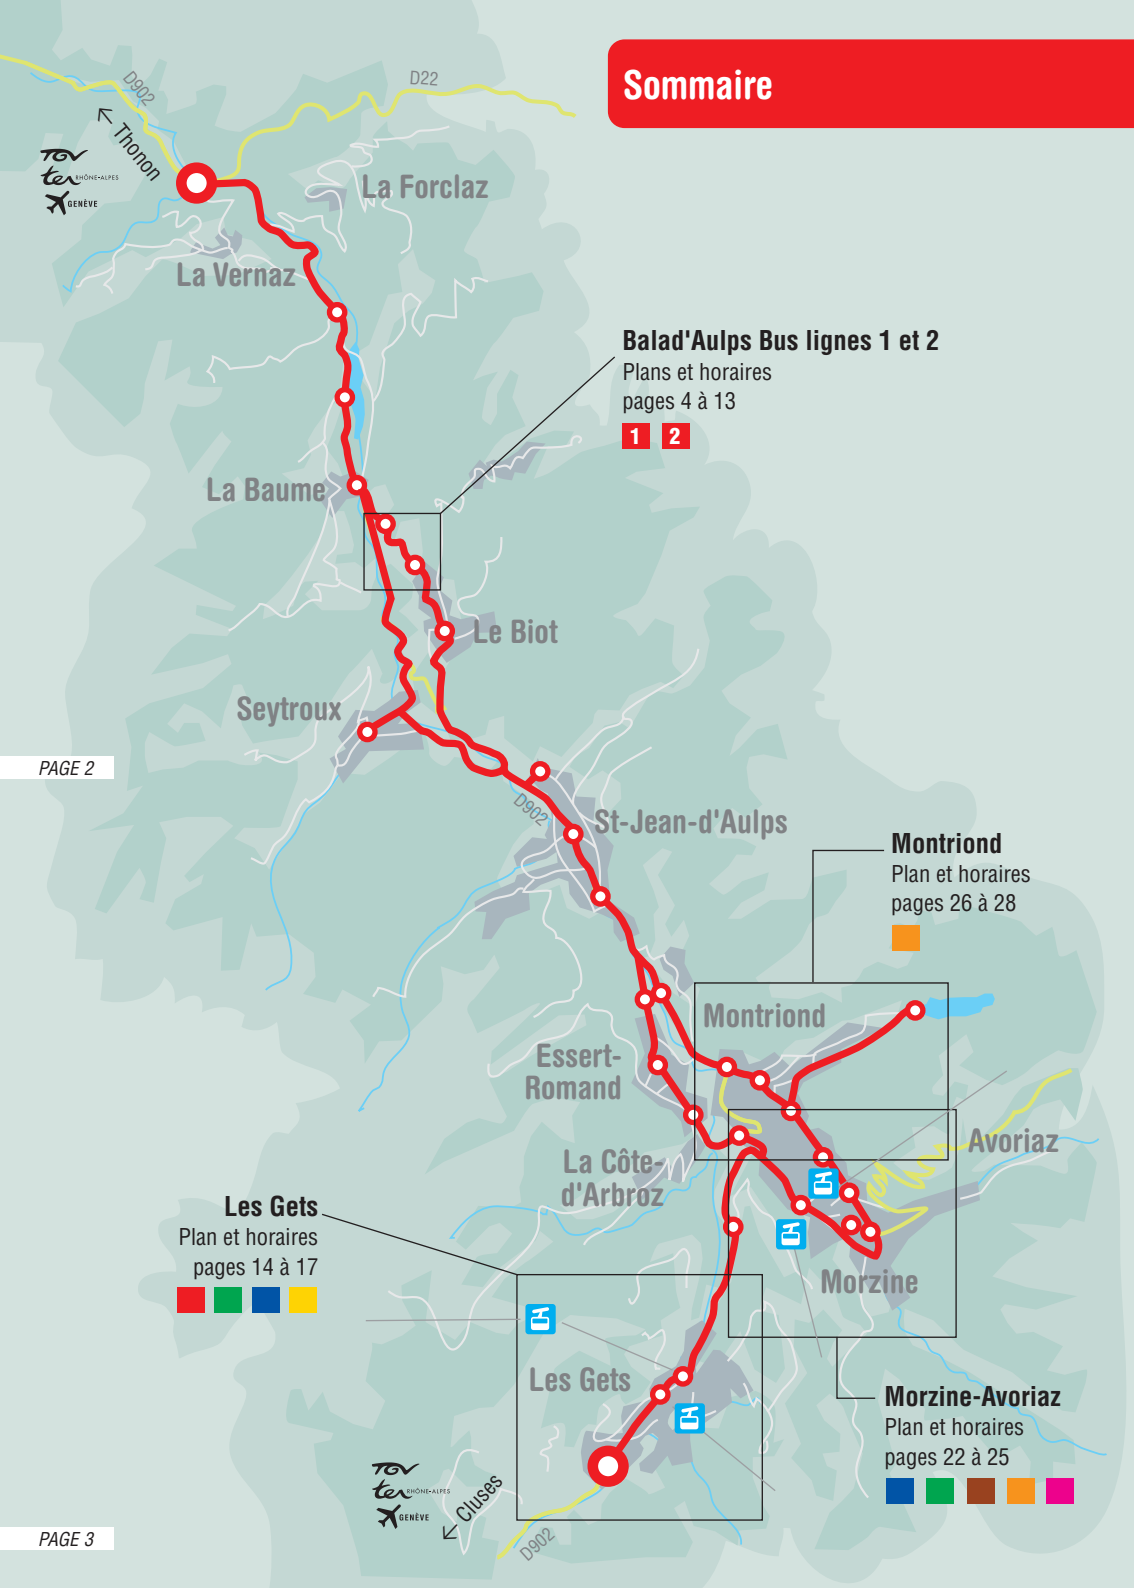 Sommaire
D902
D22
Thonon
TGV
ter RHÔNE-ALPES
GENÈVE
La Forclaz
La Vernaz
Balad'Aulps Bus lignes 1 et 2
Plans et horaires
pages 4 à 13
1 2
La Baume
Le Biot
Seytroux
PAGE 2
D902
St-Jean-d'Aulps
Montriond
Plan et horaires
pages 26 à 28
Montriond
Essert-
Romand
Avoriaz
La Côte-
d'Arbroz
Les Gets
Plan et horaires
pages 14 à 17
Morzine
Les Gets
Morzine-Avoriaz
Plan et horaires
pages 22 à 25
TGV
ter RHÔNE-ALPES
GENÈVE
Cluses
D902
PAGE 3